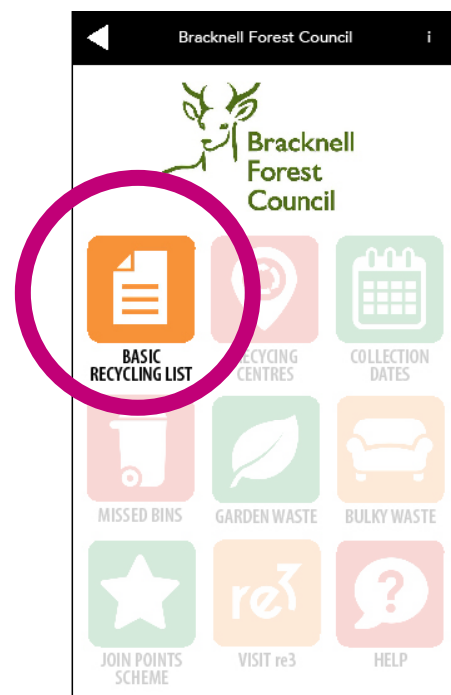 Bracknell Forest Council i
Bracknell
Forest
Council
BASIC
RECYCLING LIST
CENTRES
COLLECTION
DATES
MISSED BINS
GARDEN WASTE
BULKY WASTE
re3
?
JOIN POINTS
SCHEME
VISIT re3
HELP